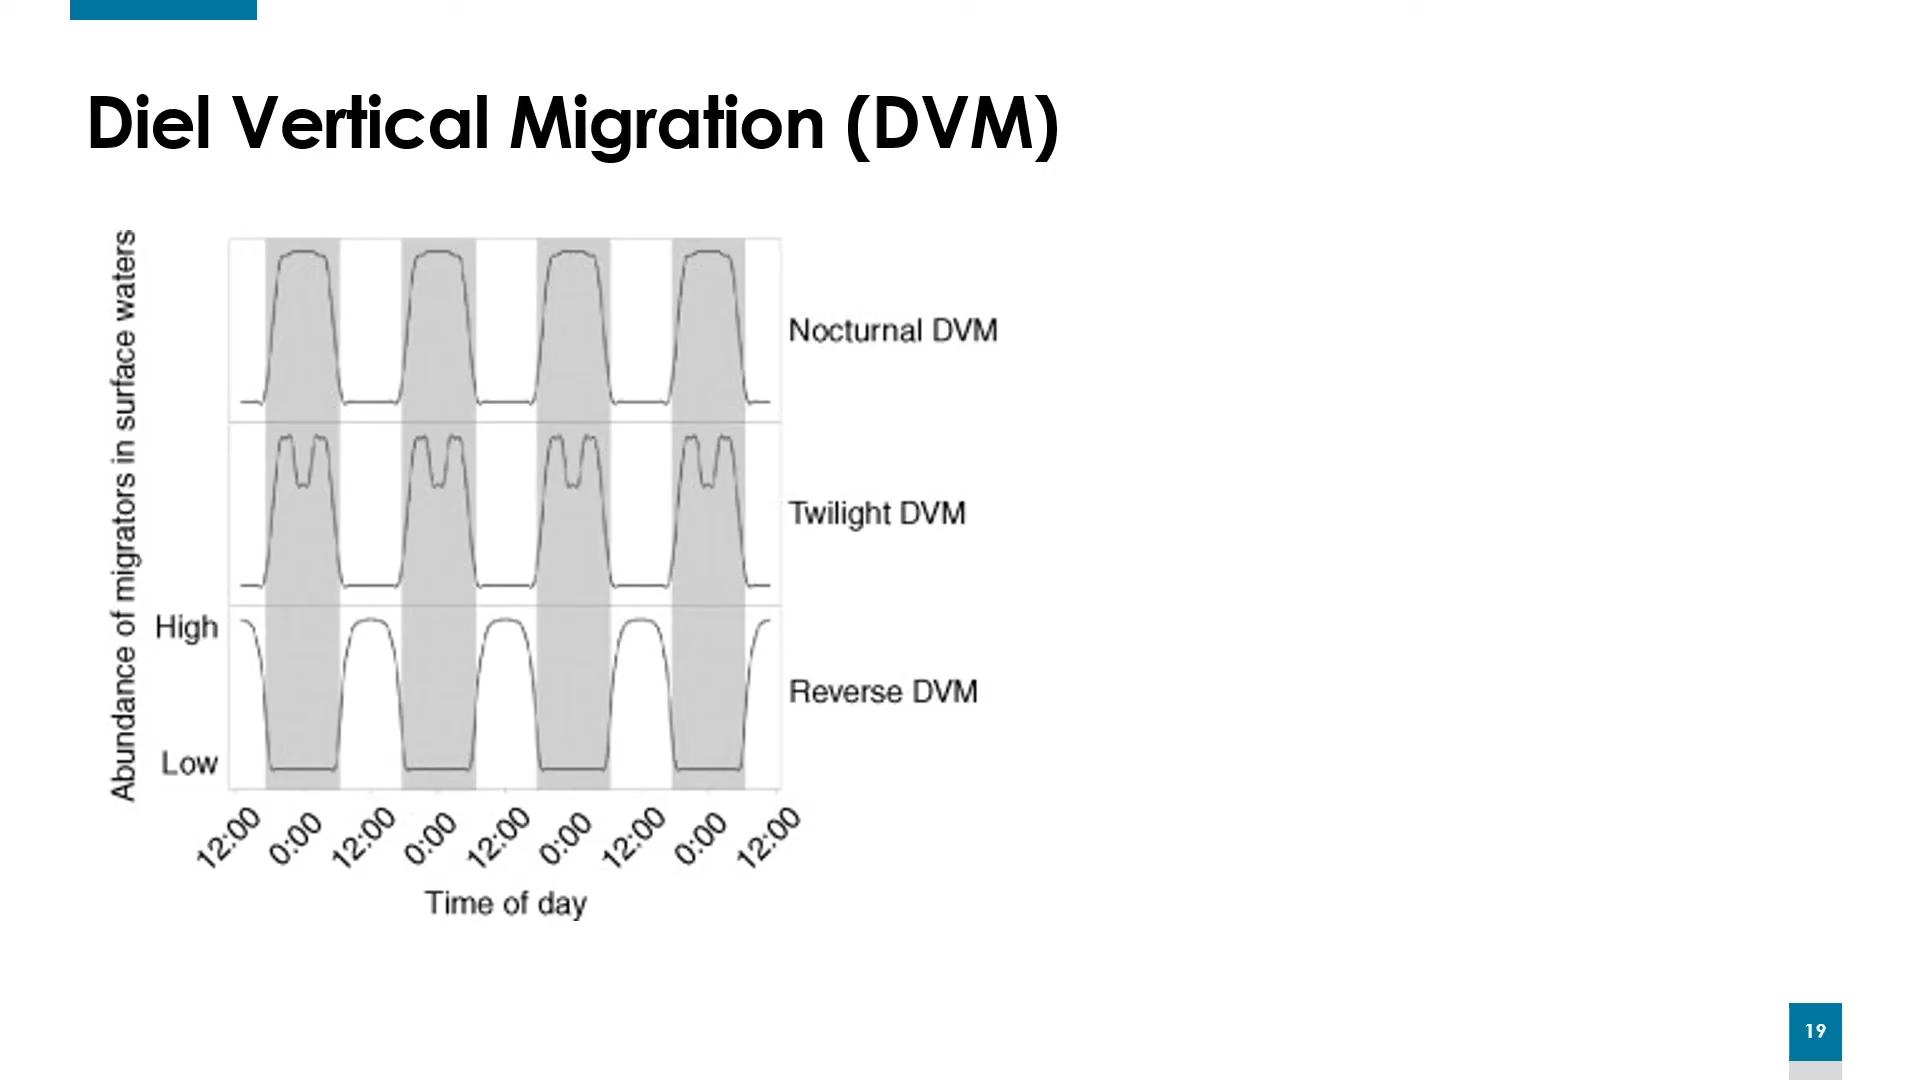 Diel Vertical Migration (DVM)
Abundance of migrators in surface waters
Nocturnal DVM
Twilight DVM
High
Reverse DVM
Low
12:00 0:00 12:00 0:00 12:00 0:00 12:00 0:00 12:00
Time of day
19